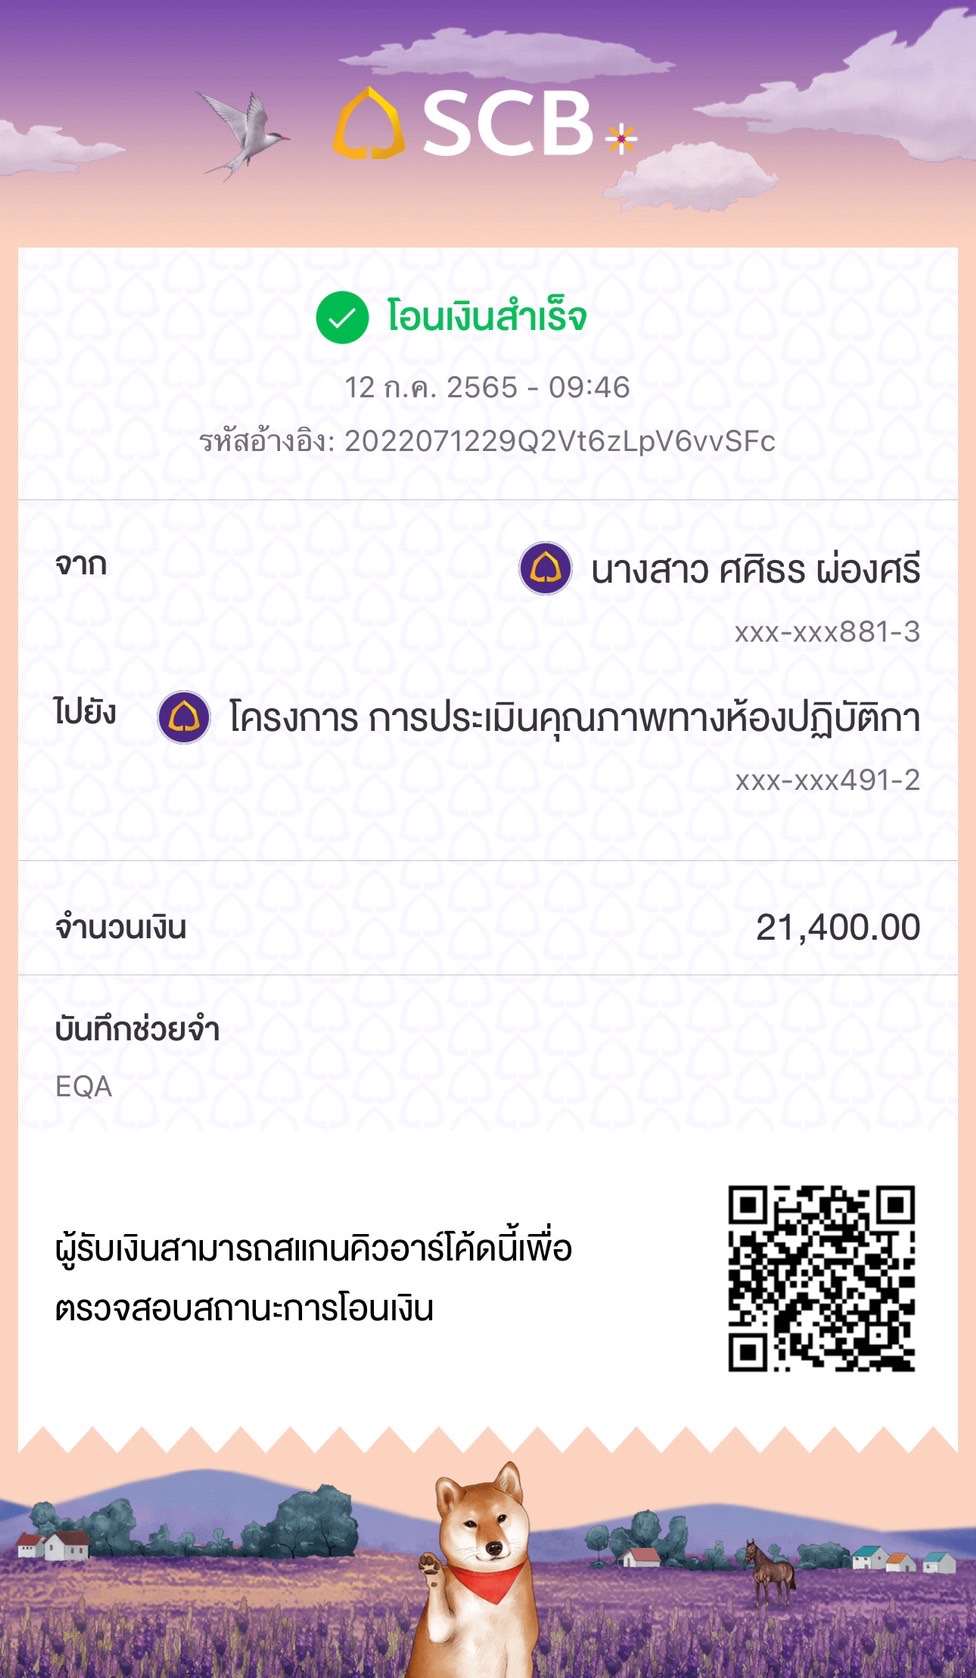 SCB
โอนเงินสำเร็จ
12 ก.ค. 2565 - 09:46
รหัสอ้างอิง: 2022071229Q2Vt6zLpV6vvSFc
จาก นางสาว ศศิธร ผ่องศรี
xxx-xxx881-3
ไปยัง โครงการ การประเมินคุณภาพทางห้องปฏิบัติกา
xxx-xxx491-2
จำนวนเงิน 21,400.00
บันทึกช่วยจำ
EQA
ผู้รับเงินสามารถสแกนคิวอาร์โค้ดนี้เพื่อ
ตรวจสอบสถานะการโอนเงิน